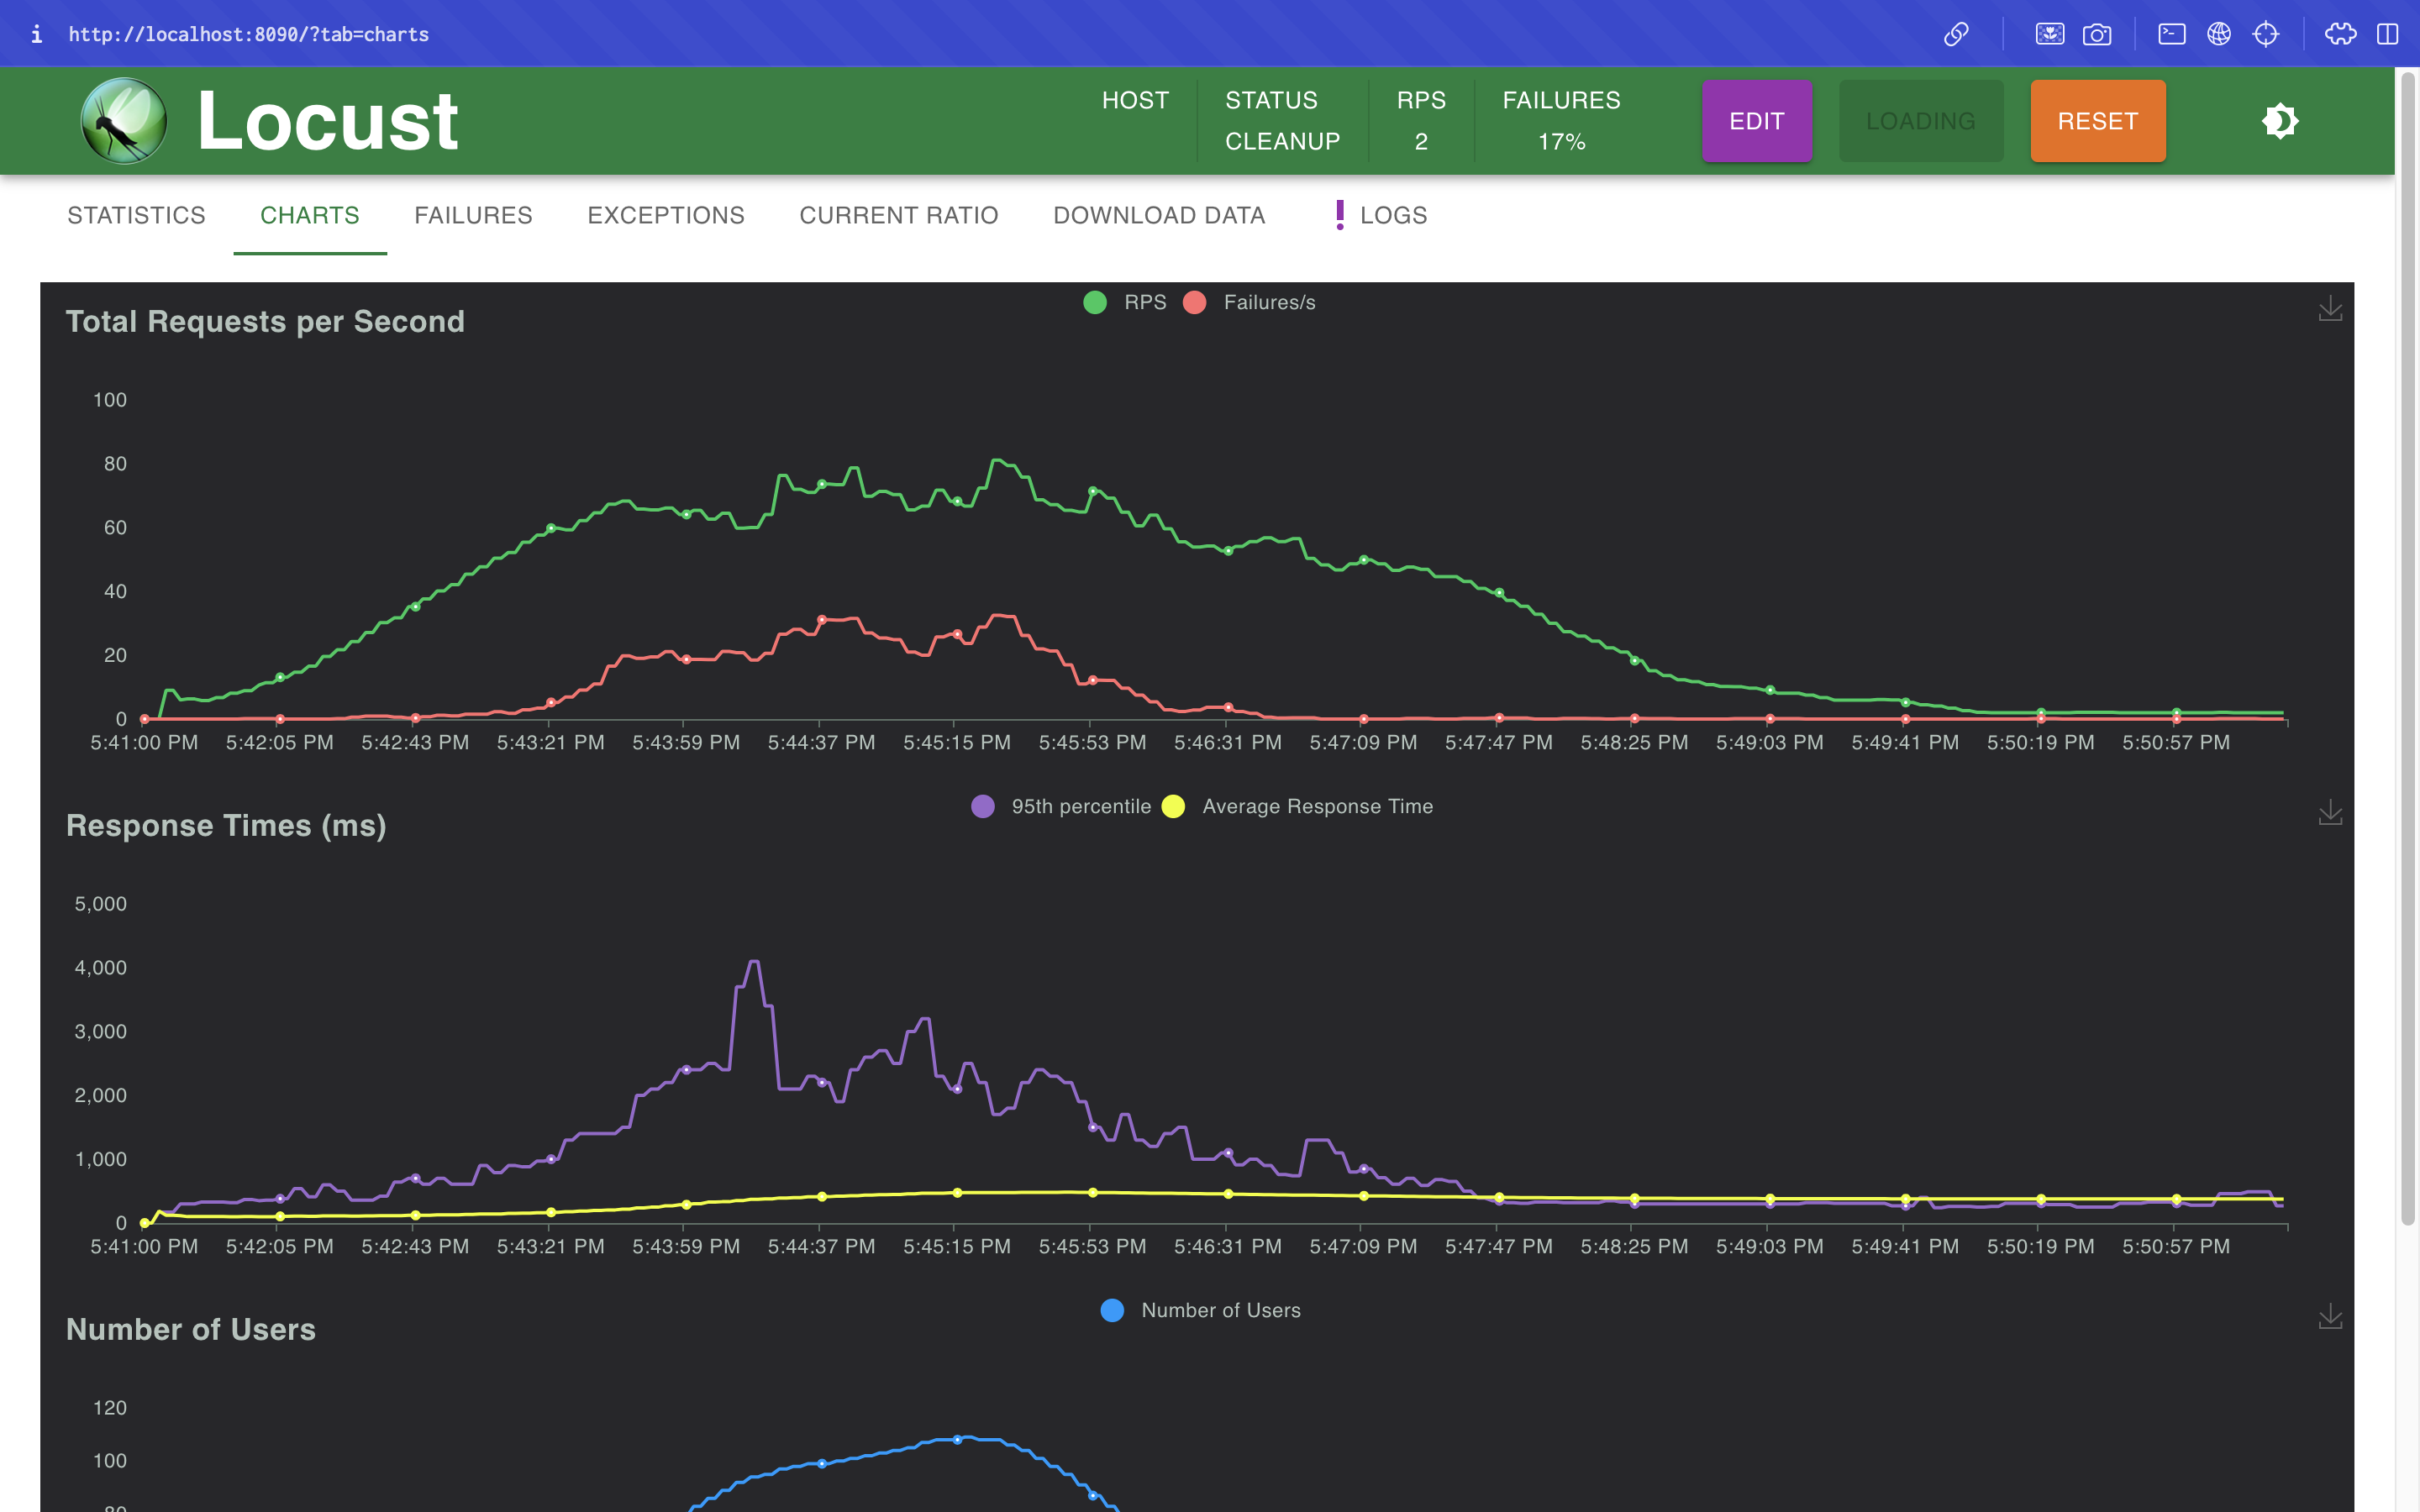 http://localhost:8090/?tab=charts
Locust
HOST
STATUS
CLEANUP
RPS
2
FAILURES
17%
EDIT
LOADING
RESET
STATISTICS
CHARTS
FAILURES
EXCEPTIONS
CURRENT RATIO
DOWNLOAD DATA
LOGS
Total Requests per Second
RPS
Failures/s
100
80
60
40
20
0
5:41:00 PM
5:42:05 PM
5:42:43 PM
5:43:21 PM
5:43:59 PM
5:44:37 PM
5:45:15 PM
5:45:53 PM
5:46:31 PM
5:47:09 PM
5:47:47 PM
5:48:25 PM
5:49:03 PM
5:49:41 PM
5:50:19 PM
5:50:57 PM
Response Times (ms)
95th percentile
Average Response Time
5,000
4,000
3,000
2,000
1,000
0
5:41:00 PM
5:42:05 PM
5:42:43 PM
5:43:21 PM
5:43:59 PM
5:44:37 PM
5:45:15 PM
5:45:53 PM
5:46:31 PM
5:47:09 PM
5:47:47 PM
5:48:25 PM
5:49:03 PM
5:49:41 PM
5:50:19 PM
5:50:57 PM
Number of Users
Number of Users
120
100
80